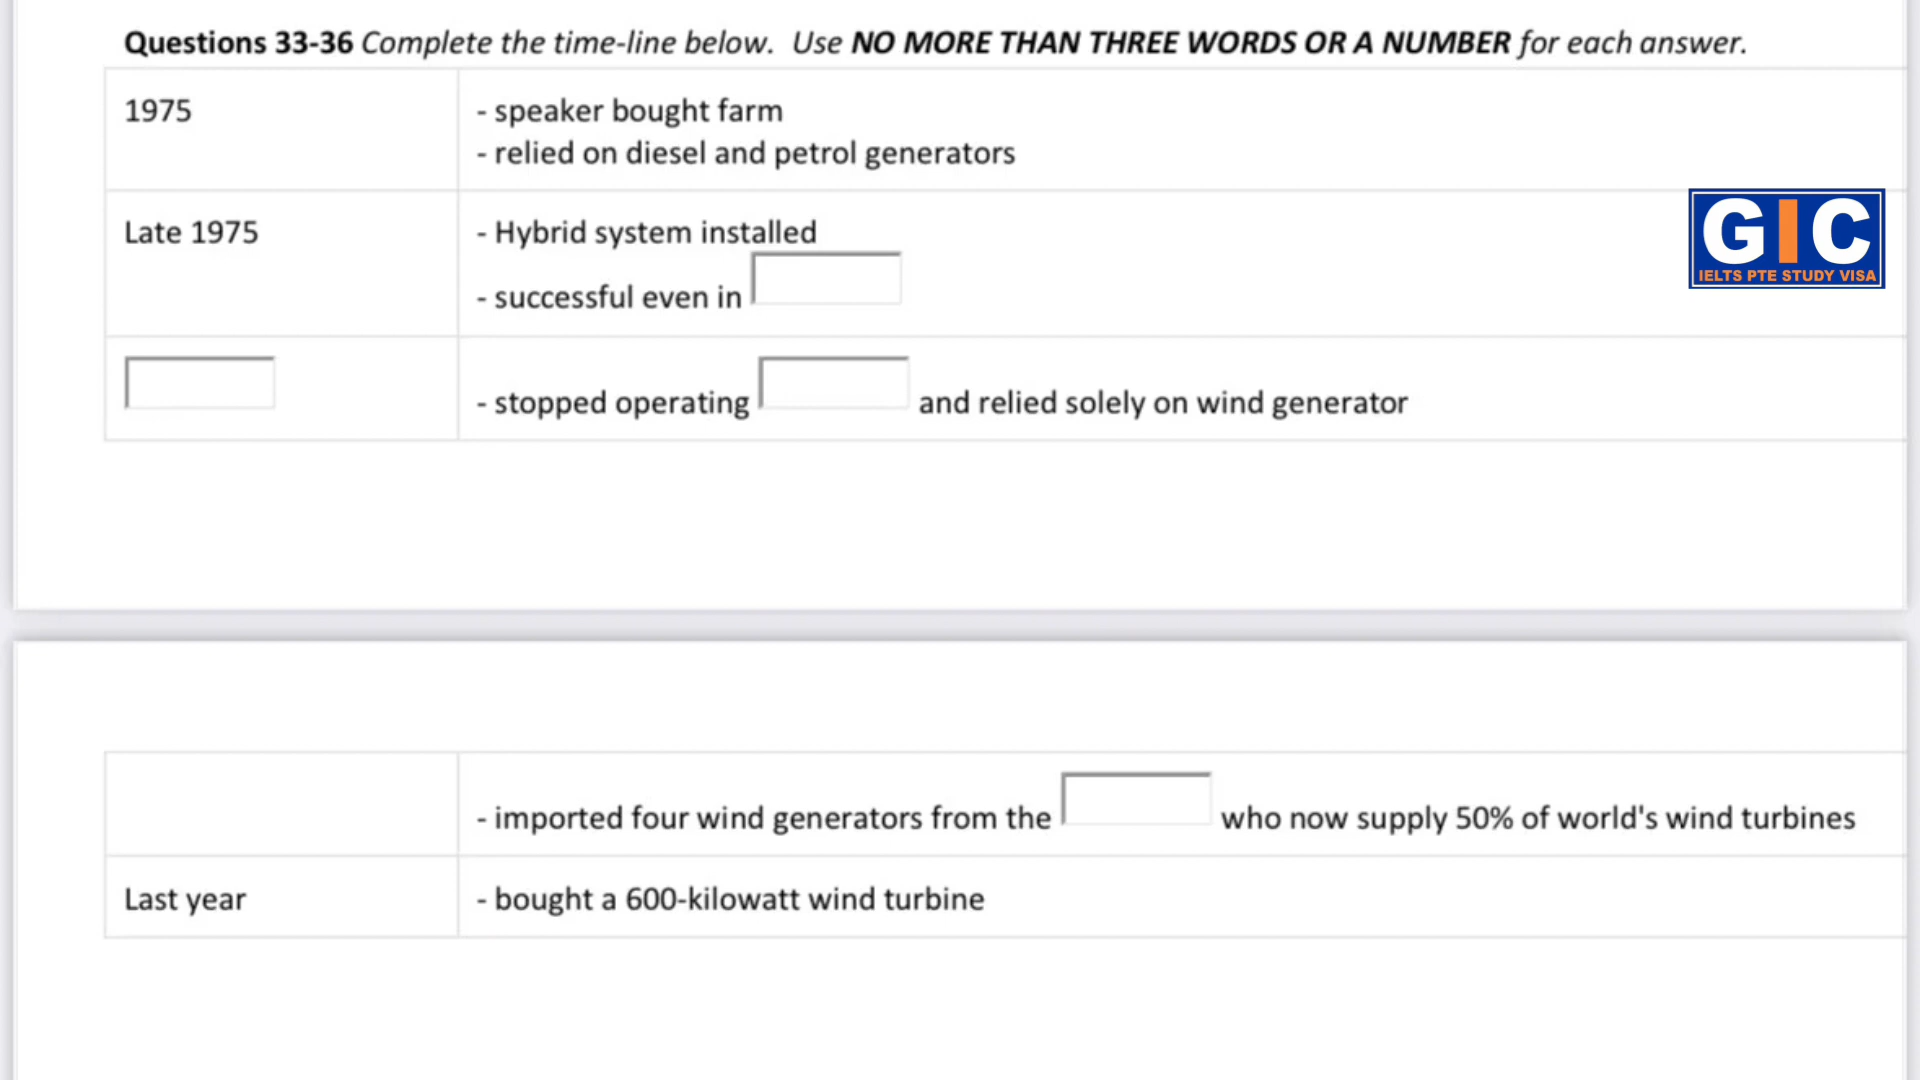 Questions 33-36 Complete the time-line below. Use NO MORE THAN THREE WORDS OR A NUMBER for each answer.
1975
- speaker bought farm
- relied on diesel and petrol generators
Late 1975
- Hybrid system installed
- successful even in
GIC
IELTS PTE STUDY VISA
- stopped operating and relied solely on wind generator
- imported four wind generators from the who now supply 50% of world's wind turbines
Last year
- bought a 600-kilowatt wind turbine